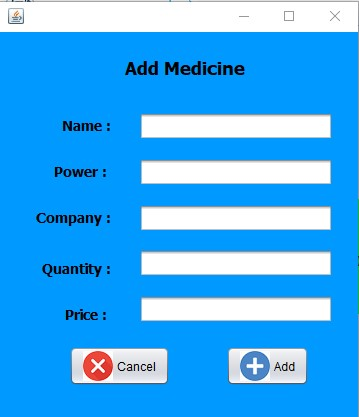 Add Medicine
Name :
Power :
Company :
Quantity :
Price :
Cancel Add